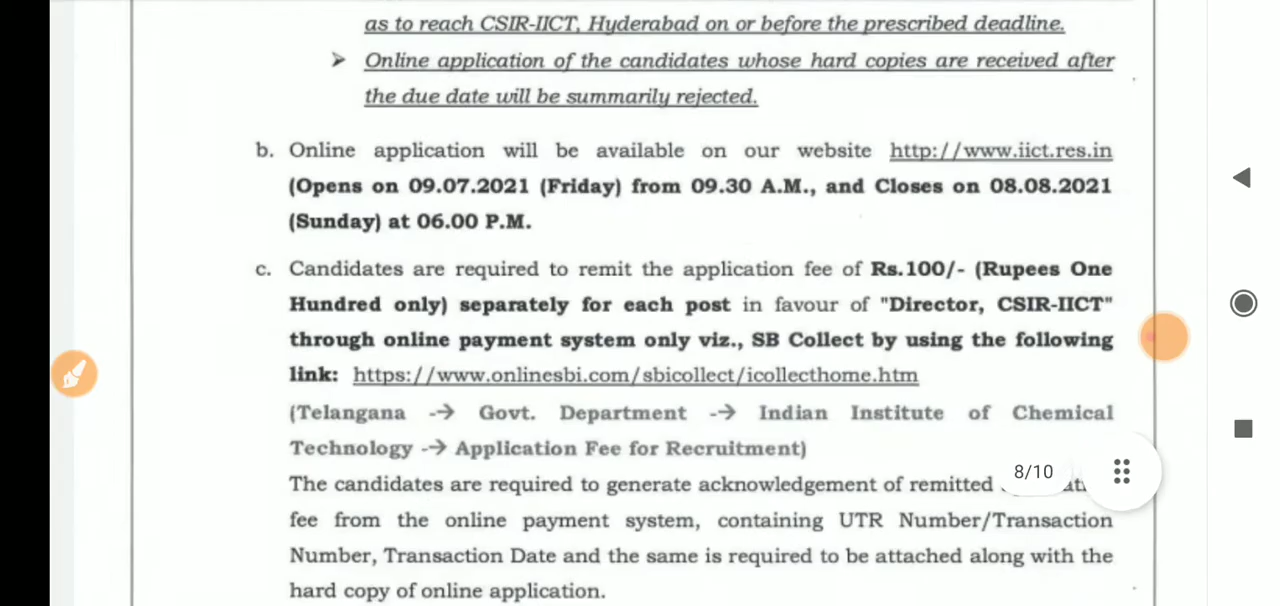 as to reach CSIR-IICT, Hyderabad on or before the prescribed deadline.
➢ Online application of the candidates whose hard copies are received after
the due date will be summarily rejected.
b. Online application will be available on our website http://www.iict.res.in
(Opens on 09.07.2021 (Friday) from 09.30 A.M., and Closes on 08.08.2021
(Sunday) at 06.00 P.M.
c. Candidates are required to remit the application fee of Rs.100/- (Rupees One
Hundred only) separately for each post in favour of "Director, CSIR-IICT"
through online payment system only viz., SB Collect by using the following
link: https://www.onlinesbi.com/sbicollect/icollecthome.htm
(Telangana -→ Govt. Department -→ Indian Institute of Chemical
Technology -→ Application Fee for Recruitment)
The candidates are required to generate acknowledgement of remitted
8/10
fee from the online payment system, containing UTR Number/Transaction
Number, Transaction Date and the same is required to be attached along with the
hard copy of online application.